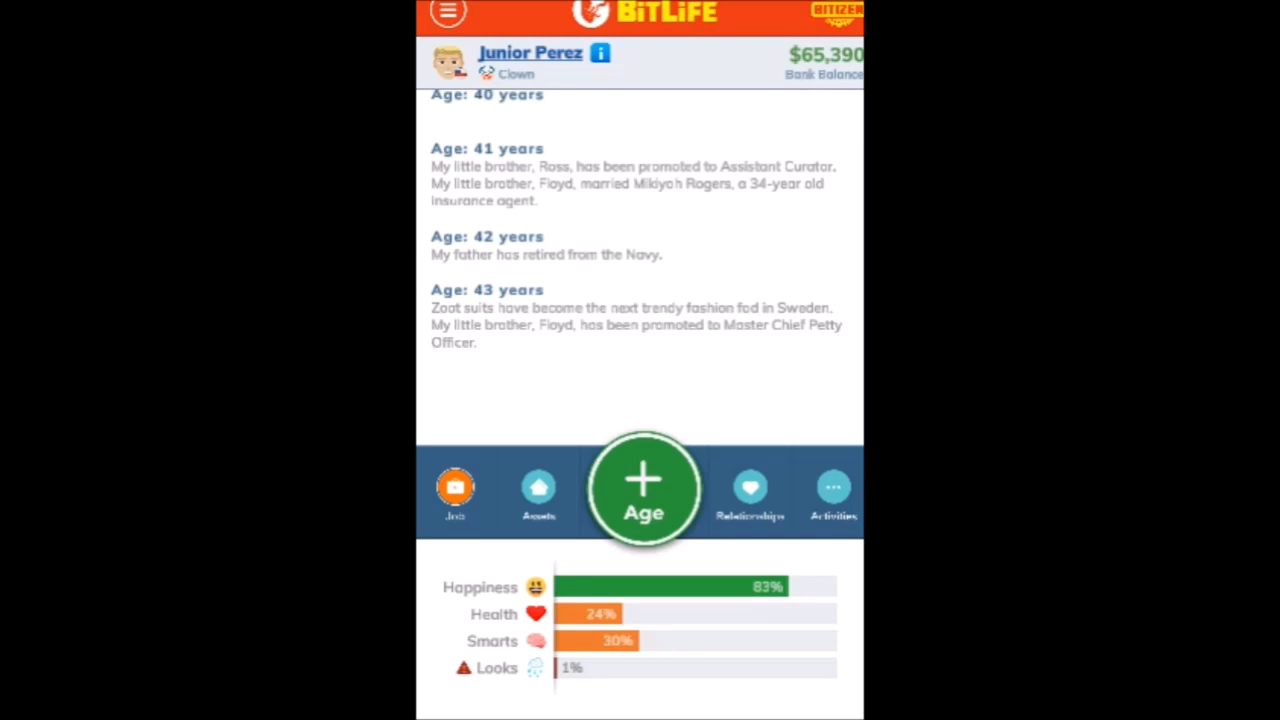 BITLIFE
BITIZEN
Junior Perez
$65,390
Clown
Bank Balance
Age: 40 years
Age: 41 years
My little brother, Ross, has been promoted to Assistant Curator.
My little brother, Floyd, married Mikiyah Rogers, a 34-year old
insurance agent.
Age: 42 years
My father has retired from the Navy.
Age: 43 years
Zoot suits have become the next trendy fashion fad in Sweden.
My little brother, Floyd, has been promoted to Master Chief Petty
Officer.
Job
Assets
Age
Relationships
Activities
Happiness 83%
Health 24%
Smarts 30%
Looks 1%